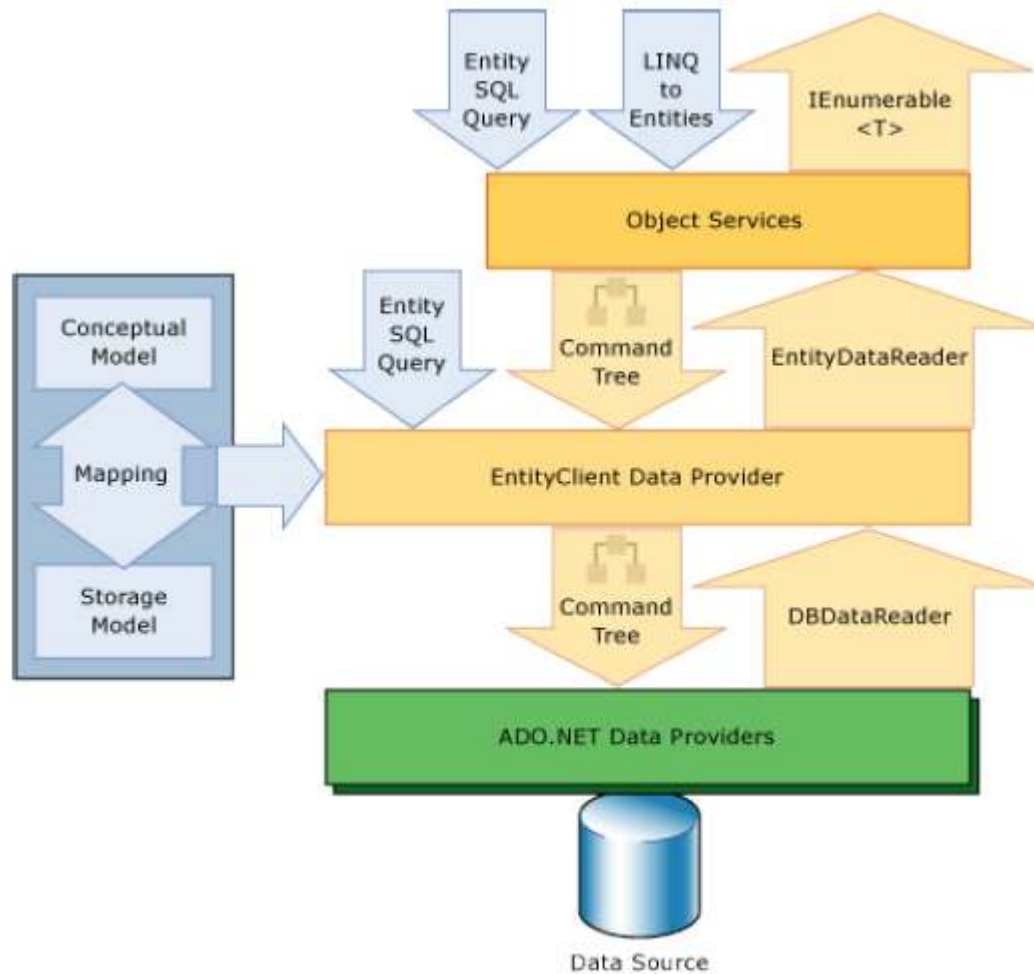 Entity
SQL
Query
LINQ
to
Entities
IEnumerable
<T>
Object Services
Conceptual
Model
Mapping
Storage
Model
Entity
SQL
Query
Command
Tree
EntityDataReader
EntityClient Data Provider
Command
Tree
DBDataReader
ADO.NET Data Providers
Data Source